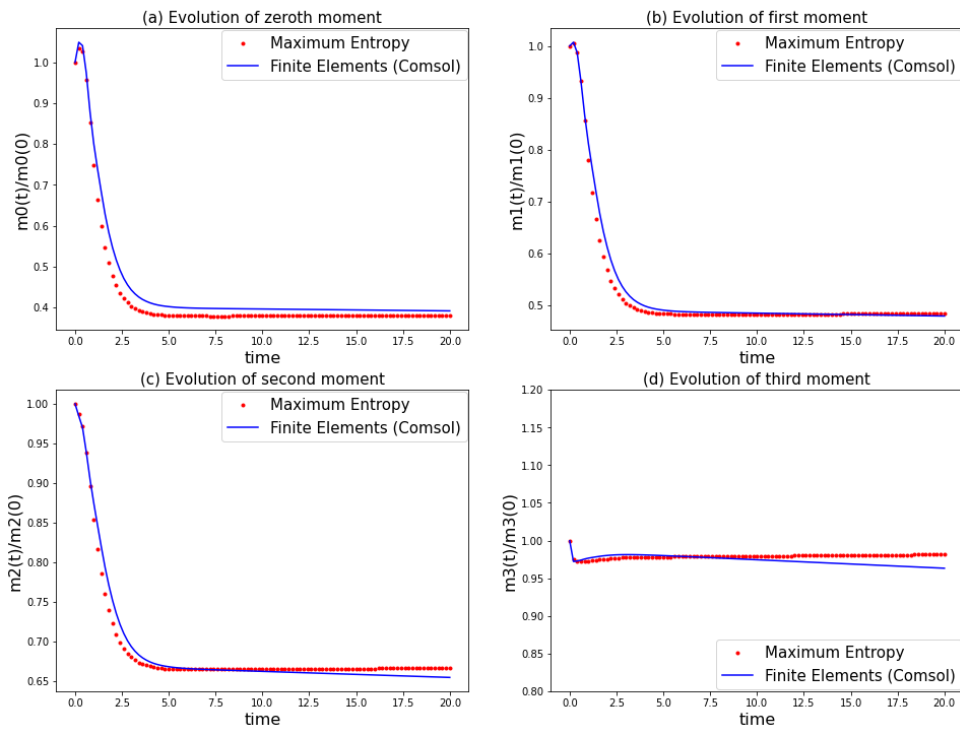 (a) Evolution of zeroth moment
Maximum Entropy
Finite Elements (Comsol)
m0(t)/m0(0)
1.0
0.9
0.8
0.7
0.6
0.5
0.4
0.0 2.5 5.0 7.5 10.0 12.5 15.0 17.5 20.0
time
(b) Evolution of first moment
Maximum Entropy
Finite Elements (Comsol)
m1(t)/m1(0)
1.0
0.9
0.8
0.7
0.6
0.5
0.0 2.5 5.0 7.5 10.0 12.5 15.0 17.5 20.0
time
(c) Evolution of second moment
Maximum Entropy
Finite Elements (Comsol)
m2(t)/m2(0)
1.00
0.95
0.90
0.85
0.80
0.75
0.70
0.65
0.0 2.5 5.0 7.5 10.0 12.5 15.0 17.5 20.0
time
(d) Evolution of third moment
m3(t)/m3(0)
1.20
1.15
1.10
1.05
1.00
0.95
0.90
0.85
0.80
Maximum Entropy
Finite Elements (Comsol)
0.0 2.5 5.0 7.5 10.0 12.5 15.0 17.5 20.0
time